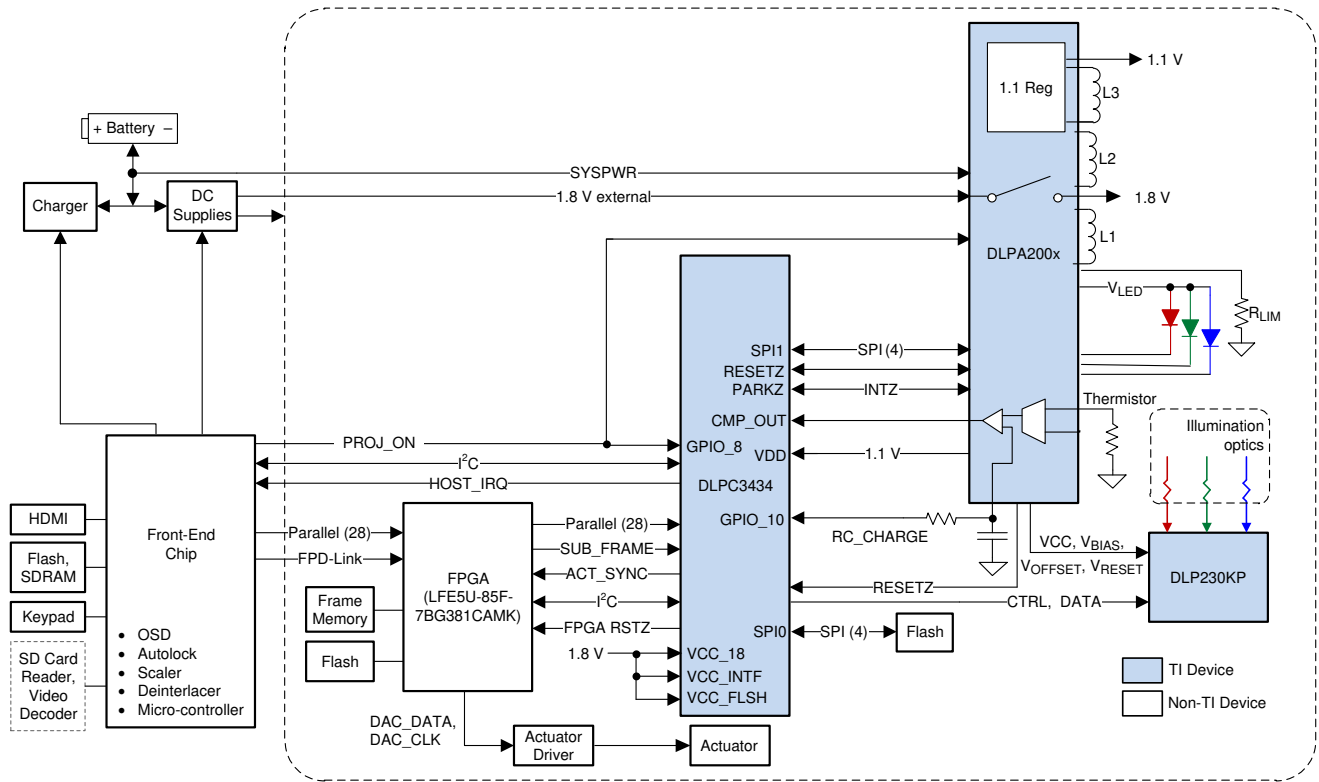 + Battery –
Charger
DC
Supplies
SYSPWR
1.8 V external
1.1 Reg
1.1 V
L3
L2
1.8 V
L1
DLPA200x
VLED
RLIM
SPI1
SPI (4)
RESETZ
PARKZ
INTZ
CMP_OUT
Thermistor
PROJ_ON
GPIO_8
VDD
1.1 V
I2C
HOST_IRQ
DLPC3434
GPIO_10
RC_CHARGE
Illumination
optics
HDMI
Flash,
SDRAM
Keypad
SD Card
Reader,
Video
Decoder
Front-End
Chip
• OSD
• Autolock
• Scaler
• Deinterlacer
• Micro-controller
Parallel (28)
FPD-Link
Frame
Memory
Flash
FPGA
(LFE5U-85F-
7BG381CAMK)
Parallel (28)
SUB_FRAME
ACT_SYNC
I2C
FPGA RSTZ
1.8 V
VCC_18
VCC_INTF
VCC_FLSH
VCC, VBIAS,
VOFFSET, VRESET
RESETZ
CTRL, DATA
DLP230KP
SPI0
SPI (4)
Flash
DAC_DATA,
DAC_CLK
Actuator
Driver
Actuator
TI Device
Non-TI Device